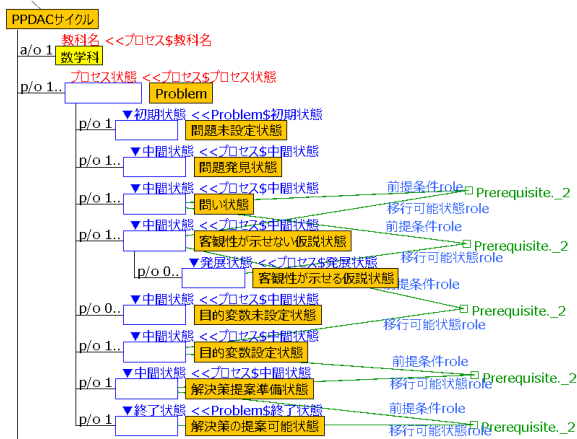 PPDACサイクル
教科名 <<プロセス$教科名
a/o 1 数学科
プロセス状態 <<プロセス$プロセス状態
p/o 1.. Problem
▼初期状態 <<Problem$初期状態
p/o 1 問題未設定状態
▼中間状態 <<プロセス$中間状態
p/o 1.. 問題発見状態
▼中間状態 <<プロセス$中間状態 前提条件role
p/o 1.. 問い状態 Prerequisite._2
移行可能状態role
▼中間状態 <<プロセス$中間状態 前提条件role
p/o 1.. 客観性が示せない仮説状態 Prerequisite._2
▼発展状態 <<プロセス$発展状態 移行可能状態role
p/o 0.. 客観性が示せる仮説状態 提条件role
▼中間状態 <<プロセス$中間状態
p/o 0.. 目的変数未設定状態 Prerequisite._2
移行可能状態role
▼中間状態 <<プロセス$中間状態
p/o 1.. 目的変数設定状態
前提条件role
▼中間状態 <<プロセス$中間状態 Prerequisite._2
p/o 1 解決策提案準備状態 移行可能状態role
▼終了状態 <<Problem$終了状態 前提条件role
p/o 1 解決策の提案可能状態 Prerequisite._2
移行可能状態role